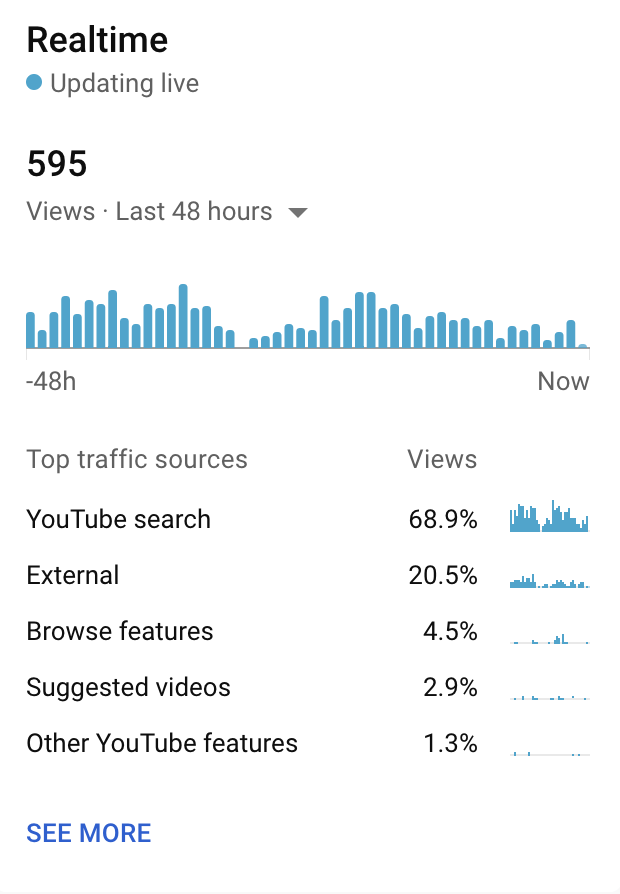 Realtime
Updating live
595
Views · Last 48 hours
-48h Now
Top traffic sources Views
YouTube search 68.9%
External 20.5%
Browse features 4.5%
Suggested videos 2.9%
Other YouTube features 1.3%
SEE MORE